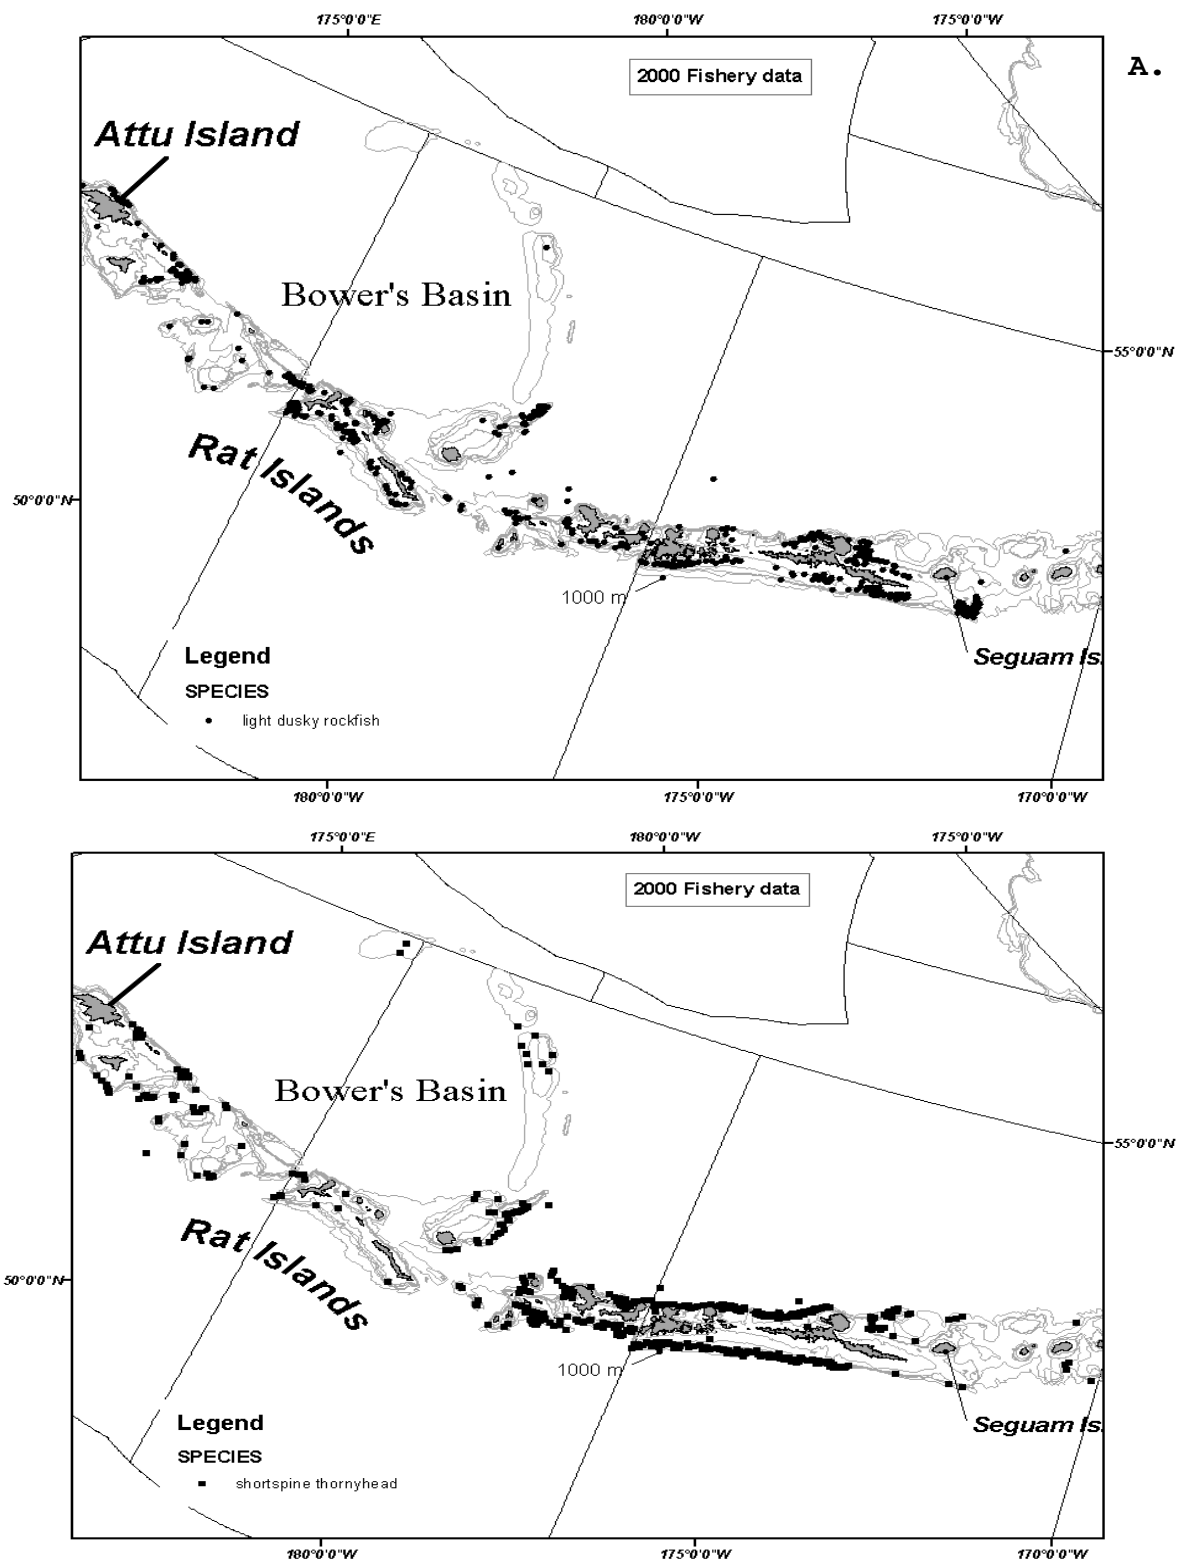 175°0'0"E 180°0'0"W 175°0'0"W
A.
2000 Fishery data
Attu Island
Bower's Basin
55°0'0"N
Rat Islands
50°0'0"N
1000 m
Seguam Is
Legend
SPECIES
light dusky rockfish
180°0'0"W 175°0'0"W 170°0'0"W
175°0'0"E 180°0'0"W 175°0'0"W
2000 Fishery data
Attu Island
Bower's Basin
55°0'0"N
Rat Islands
50°0'0"N
1000 m
Seguam Is
Legend
SPECIES
shortspine thornyhead
180°0'0"W 175°0'0"W 170°0'0"W